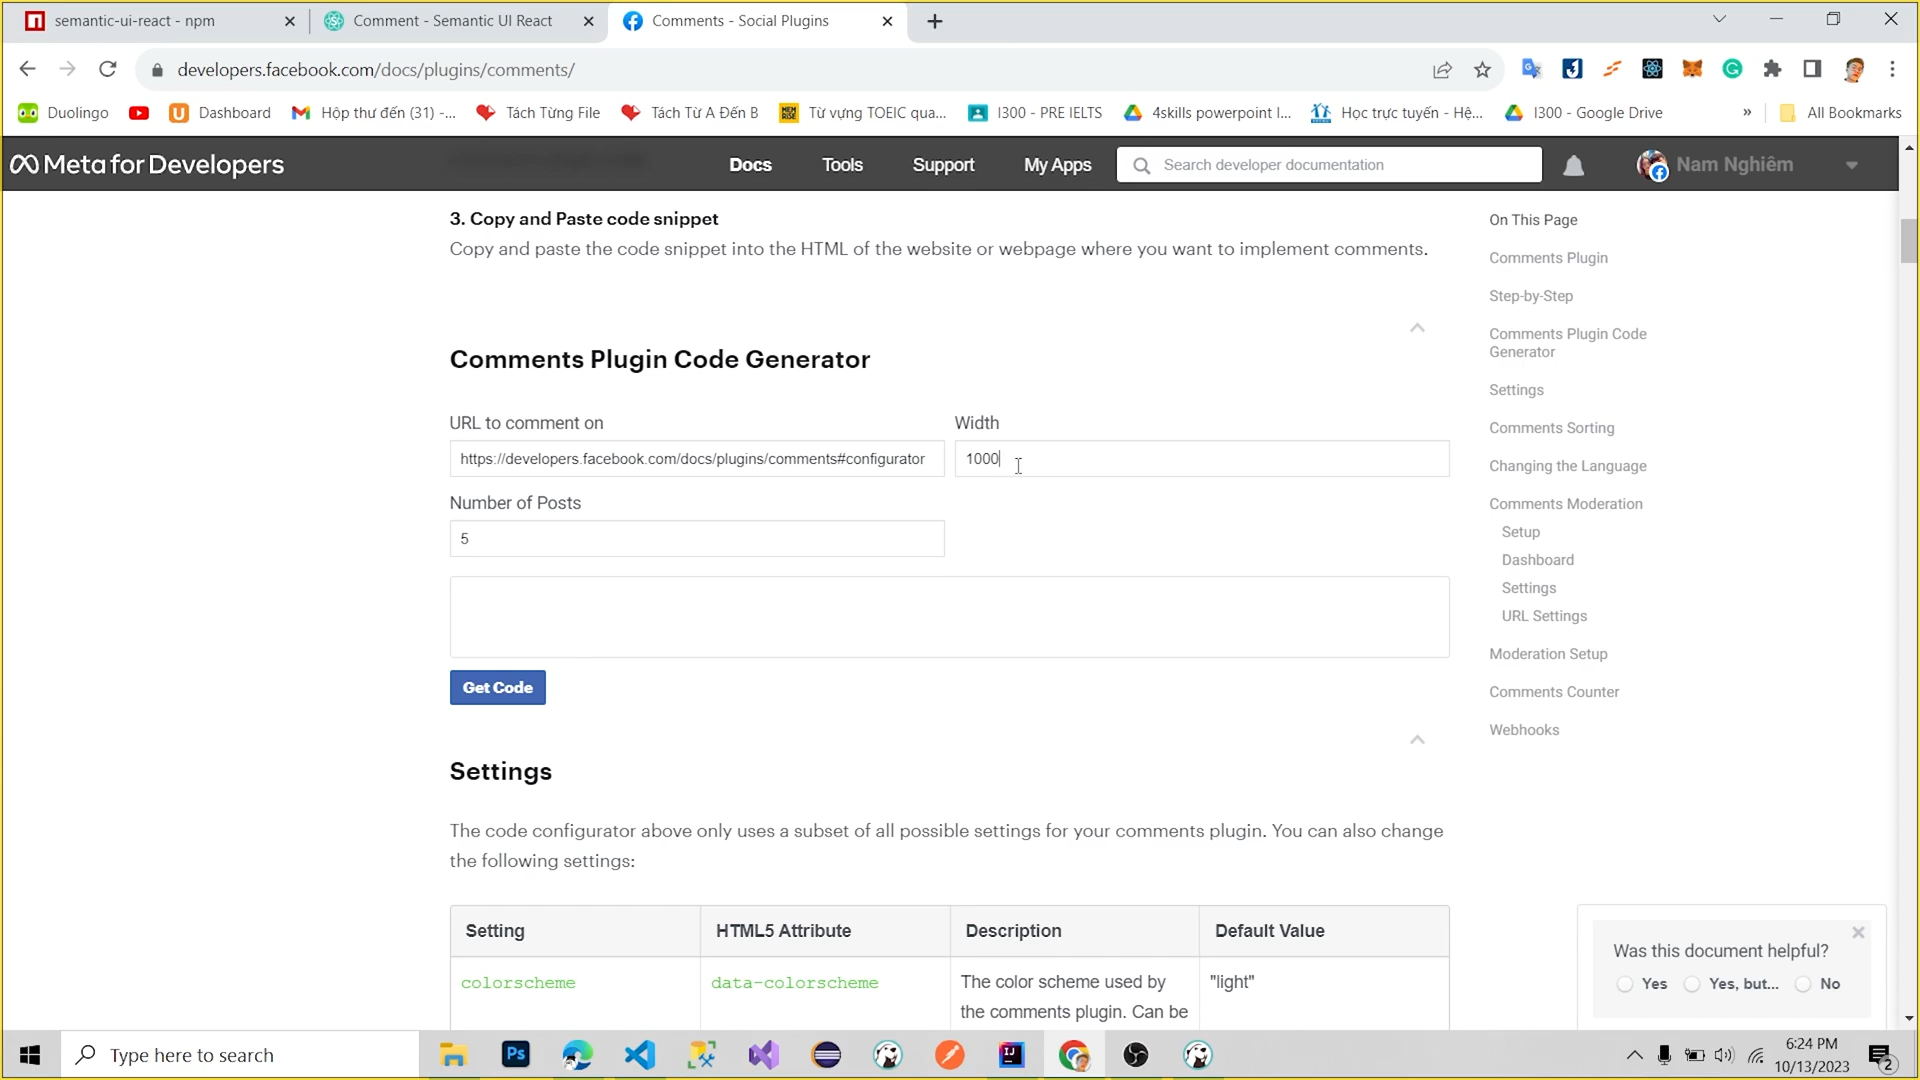 semantic-ui-react - npm
Comment - Semantic UI React
Comments - Social Plugins
developers.facebook.com/docs/plugins/comments/
Duolingo
Dashboard
Hộp thư đến (31) -...
Tách Từng File
Tách Từ A Đến B
Từ vựng TOEIC qua...
I300 - PRE IELTS
4skills powerpoint I...
Học trực tuyến - Hệ...
I300 - Google Drive
»
All Bookmarks
Meta for Developers
Docs
Tools
Support
My Apps
Search developer documentation
Nam Nghiêm
3. Copy and Paste code snippet
Copy and paste the code snippet into the HTML of the website or webpage where you want to implement comments.
Comments Plugin Code Generator
URL to comment on
Width
https://developers.facebook.com/docs/plugins/comments#configurator
1000
Number of Posts
5
Get Code
Settings
The code configurator above only uses a subset of all possible settings for your comments plugin. You can also change
the following settings:
Setting
HTML5 Attribute
Description
Default Value
colorscheme
data-colorscheme
The color scheme used by
the comments plugin. Can be
"light"
On This Page
Comments Plugin
Step-by-Step
Comments Plugin Code
Generator
Settings
Comments Sorting
Changing the Language
Comments Moderation
Setup
Dashboard
Settings
URL Settings
Moderation Setup
Comments Counter
Webhooks
Was this document helpful?
Yes
Yes, but...
No
Type here to search
Ps
IJ
6:24 PM
10/13/2023
2